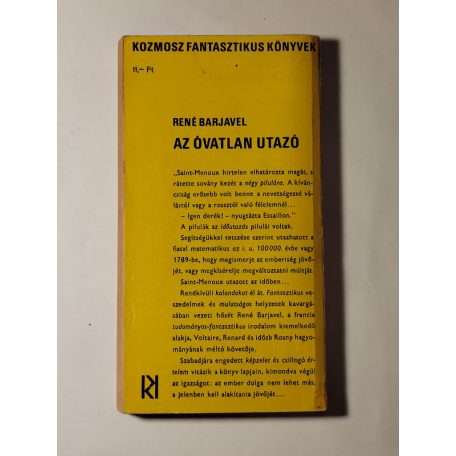 KOZMOSZ FANTASZTIKUS KÖNYVEK
11,– Ft
RENÉ BARJAVEL
AZ ÓVATLAN UTAZÓ
„Saint-Menoux hirtelen elhatározta magát, s
rátette sovány kezét a négy pilulára. A kíván-
csiság erősebb volt benne a nevetségessé vá-
lástól vagy a rossztól való félelemnél...
– Igen derék! – nyugtázta Essaillon."
A pilulák az időutazás pilulái voltak.
Segítségükkel tetszése szerint utazhatott a
fiatal matematikus az i. u. 100 000. évbe vagy
1789-be, hogy megismerje az emberiség jövő-
jét, vagy megkísérelje megváltoztatni múltját.
Saint-Menoux utazott az időben...
Rendkívüli kalandokat él át. Fantasztikus ve-
szedelmek és mulatságos helyzetek kavargá-
sában vezeti hősét René Barjavel, a francia
tudományos-fantasztikus irodalom kiemelkedő
alakja, Voltaire, Renard és idősb Rosny hagyo-
mányának méltó követője.
Szabadjára engedett képzelet és csillogó ér-
telem vitázik a könyv lapjain, kimondva végül
az igazságot: az ember dolga nem lehet más,
a jelenben kell alakítania jövőjét...